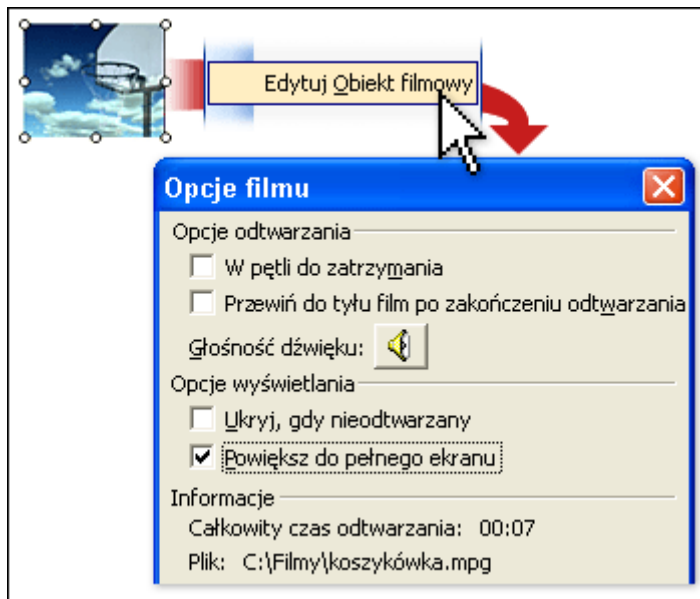 Edytuj Obiekt filmowy
Opcje filmu
Opcje odtwarzania
W pętli do zatrzymania
Przewiń do tyłu film po zakończeniu odtwarzania
Głośność dźwięku:
Opcje wyświetlania
Ukryj, gdy nieodtwarzany
Powiększ do pełnego ekranu
Informacje
Całkowity czas odtwarzania: 00:07
Plik: C:\Filmy\koszykówka.mpg